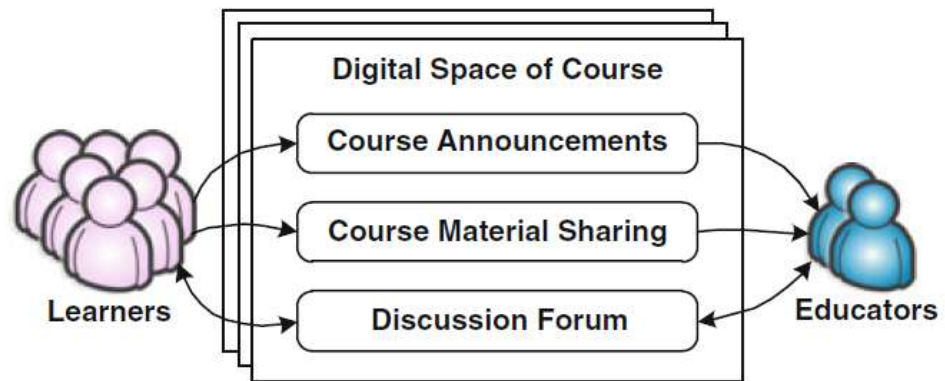 Digital Space of Course
Course Announcements
Course Material Sharing
Discussion Forum
Learners
Educators